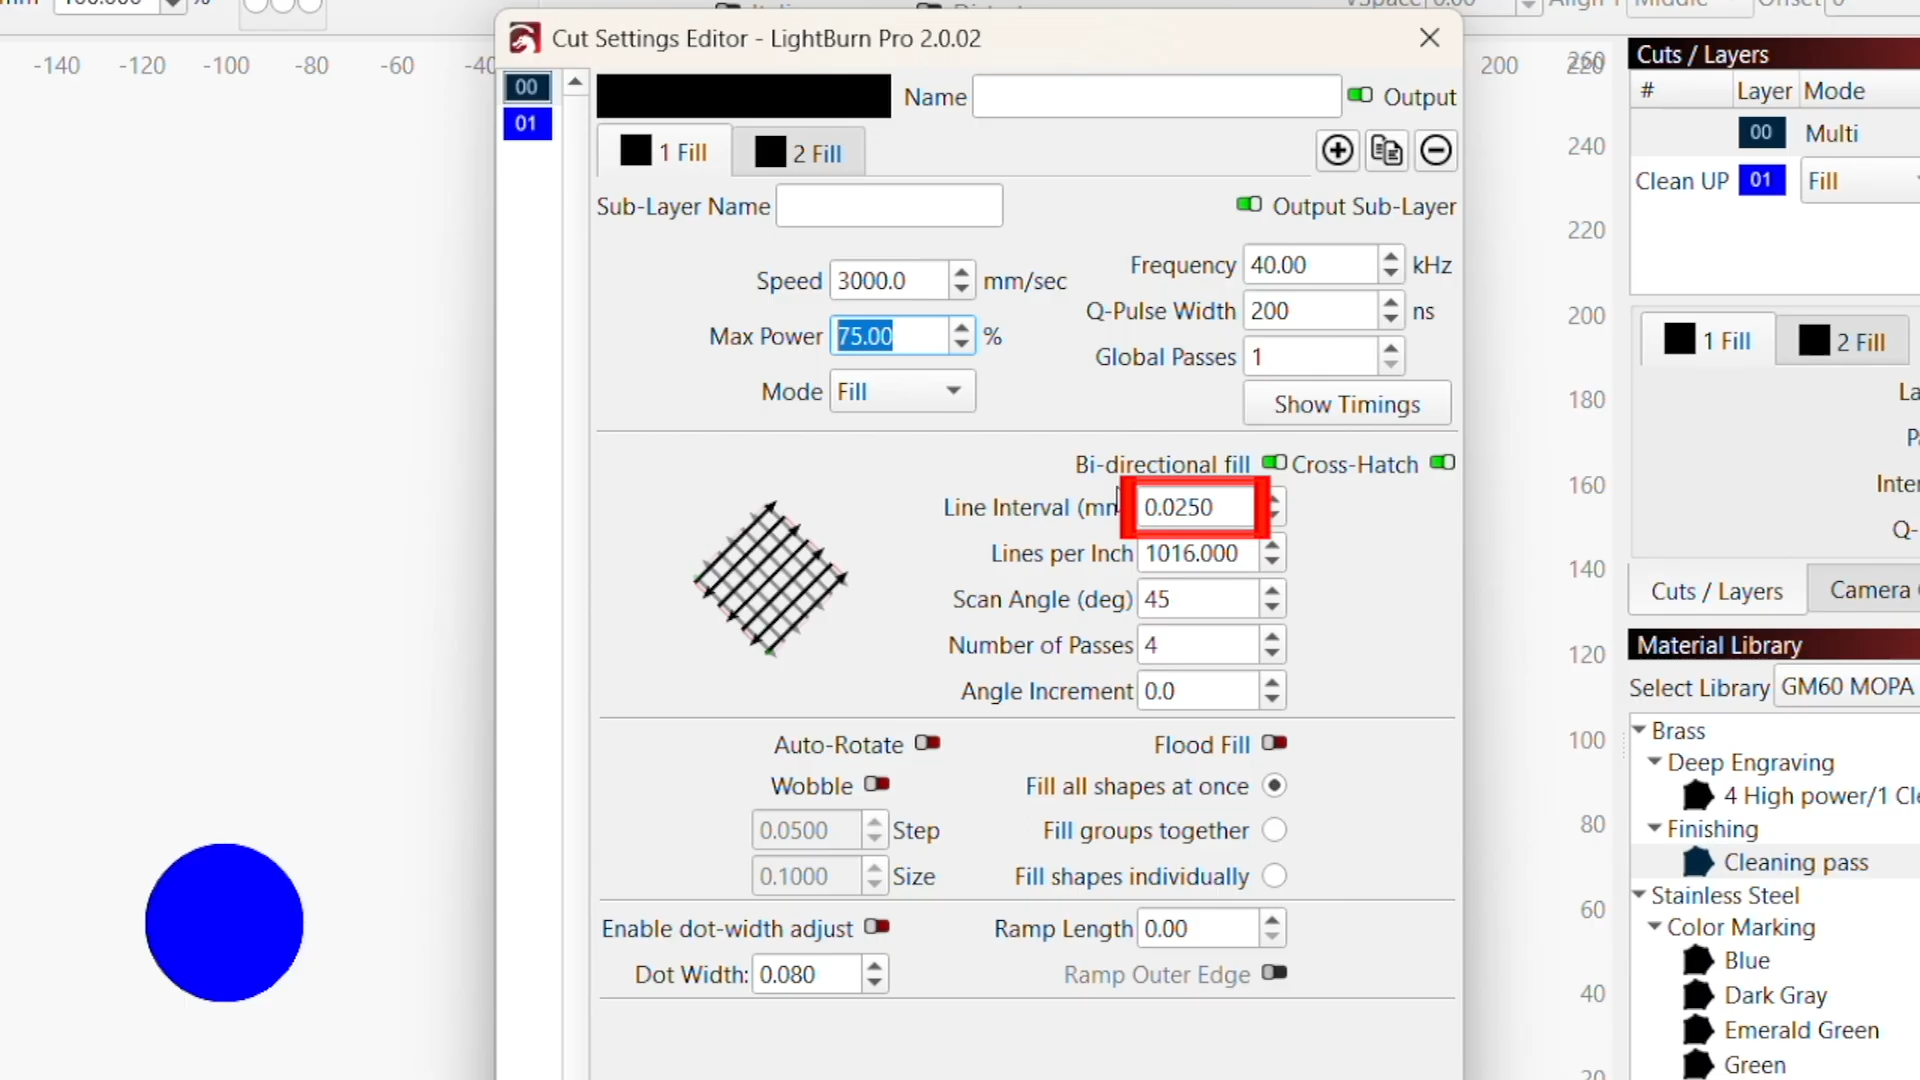 -140 -120 -100 -80 -60
Cut Settings Editor - LightBurn Pro 2.0.02
00
01
Name
Output
1 Fill
2 Fill
Sub-Layer Name
Output Sub-Layer
Speed 3000.0 mm/sec
Frequency 40.00 kHz
Max Power 75.00 %
Q-Pulse Width 200 ns
Global Passes 1
Mode Fill
Show Timings
Bi-directional fill
Cross-Hatch
Line Interval (mm 0.0250
Lines per Inch 1016.000
Scan Angle (deg) 45
Number of Passes 4
Angle Increment 0.0
Auto-Rotate
Flood Fill
Wobble
Fill all shapes at once
0.0500 Step
Fill groups together
0.1000 Size
Fill shapes individually
Enable dot-width adjust
Ramp Length 0.00
Dot Width: 0.080
Ramp Outer Edge
200
240
220
200
180
160
140
120
100
80
60
40
20
Cuts / Layers
# Layer Mode
00 Multi
Clean UP 01 Fill
1 Fill
2 Fill
Cuts / Layers
Camera
Material Library
Select Library GM60 MOPA
Brass
Deep Engraving
4 High power/1 Cle
Finishing
Cleaning pass
Stainless Steel
Color Marking
Blue
Dark Gray
Emerald Green
Green